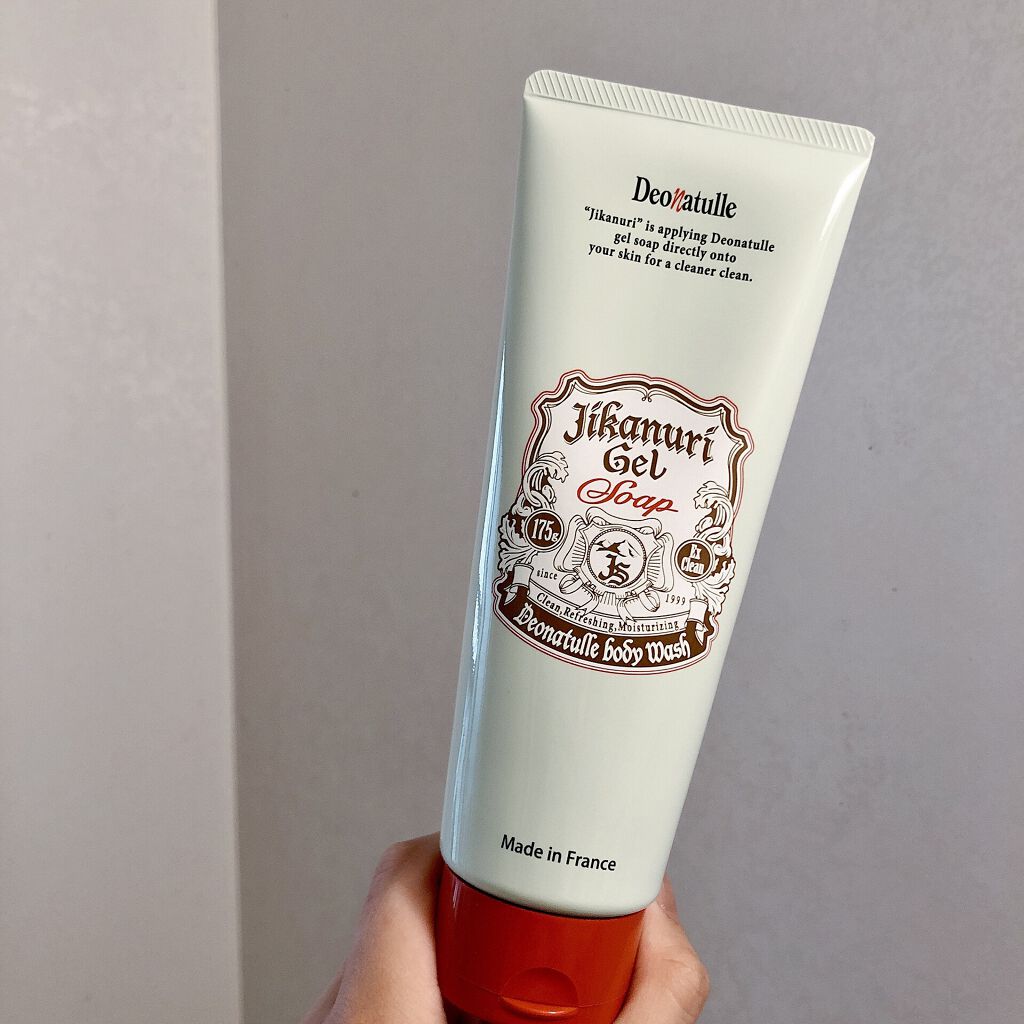 Deonatulle
“Jikanuri” is applying Deonatulle
gel soap directly onto
your skin for a cleaner clean.
Jikanuri
Gel
Soap
175g
Ex
Clean
JS
since
1999
Clean, Refreshing, Moisturizing
Deonatulle body Wash
Made in France